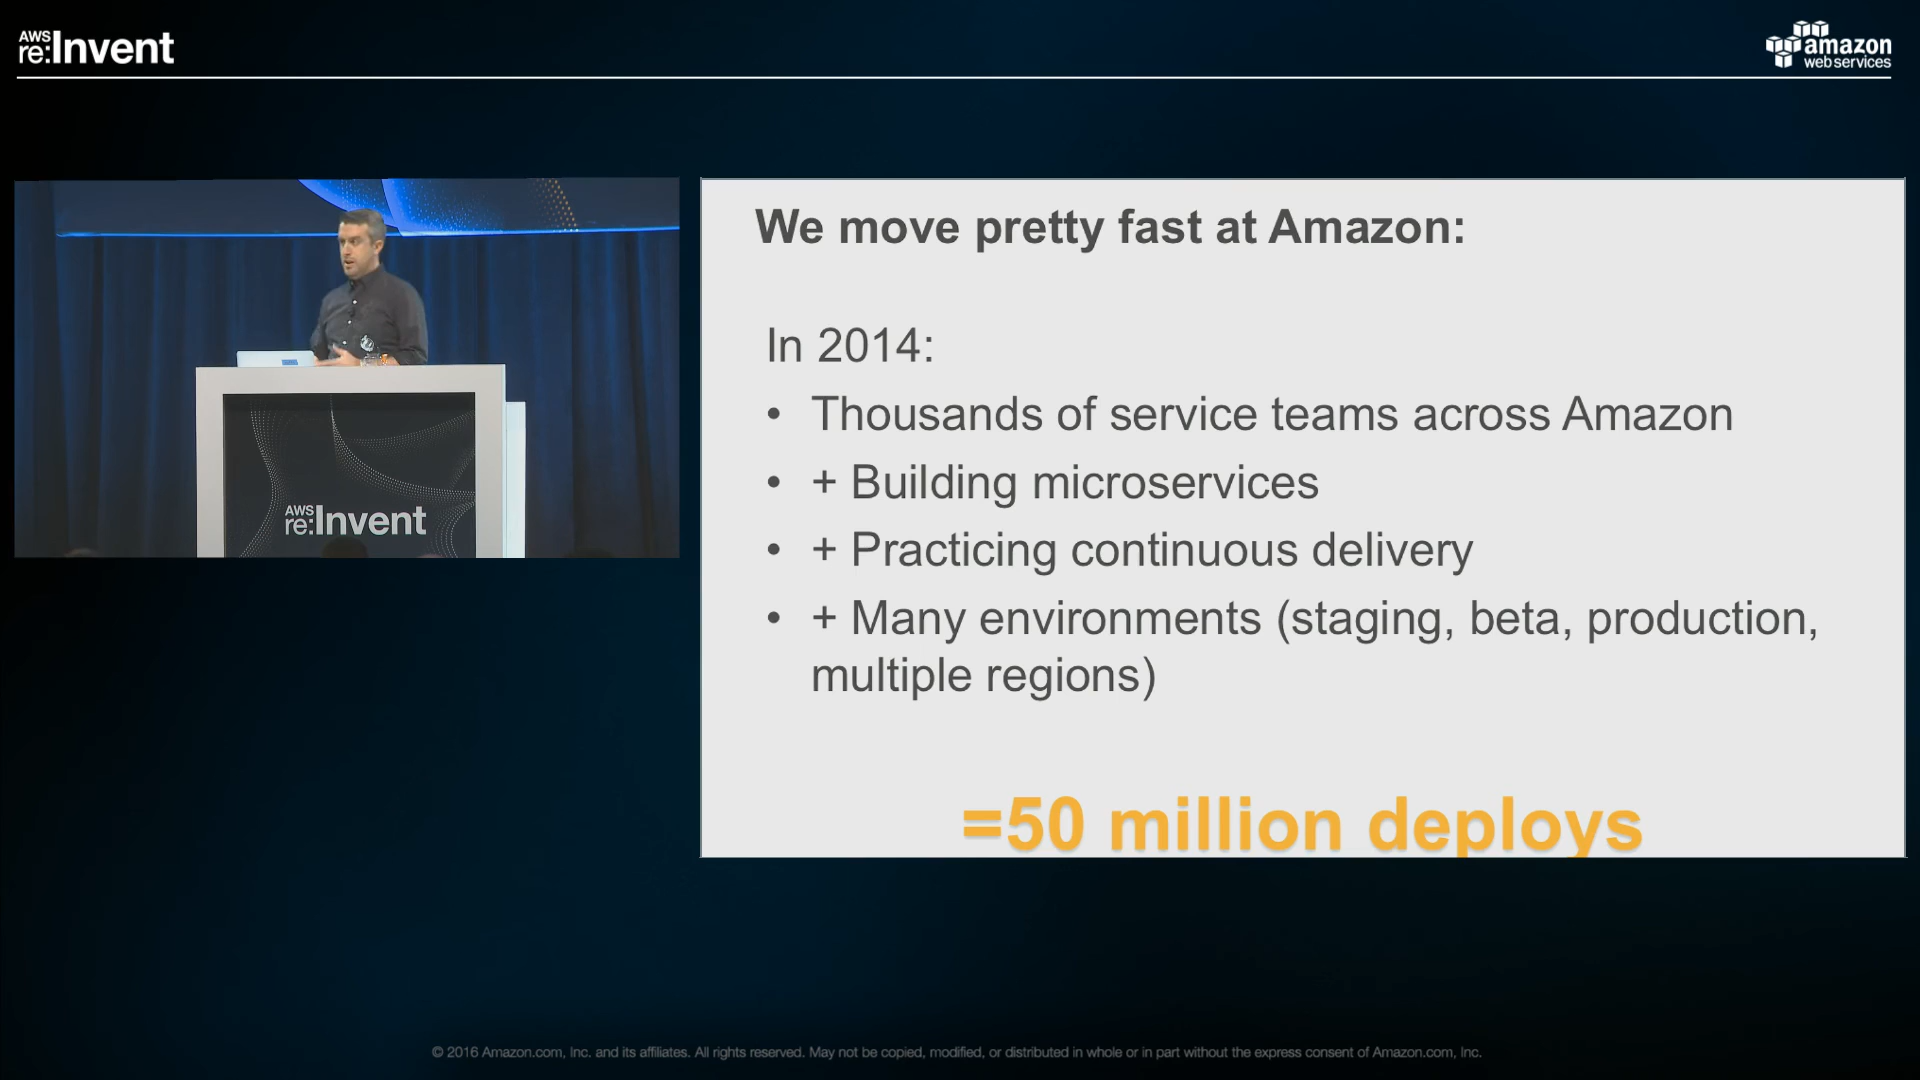 AWS
re:Invent
amazon
web services
We move pretty fast at Amazon:
In 2014:
• Thousands of service teams across Amazon
• + Building microservices
• + Practicing continuous delivery
• + Many environments (staging, beta, production,
multiple regions)
=50 million deploys
AWS
re:Invent
© 2016 Amazon.com, Inc. and its affiliates. All rights reserved. May not be copied, modified, or distributed in whole or in part without the express consent of Amazon.com, Inc.